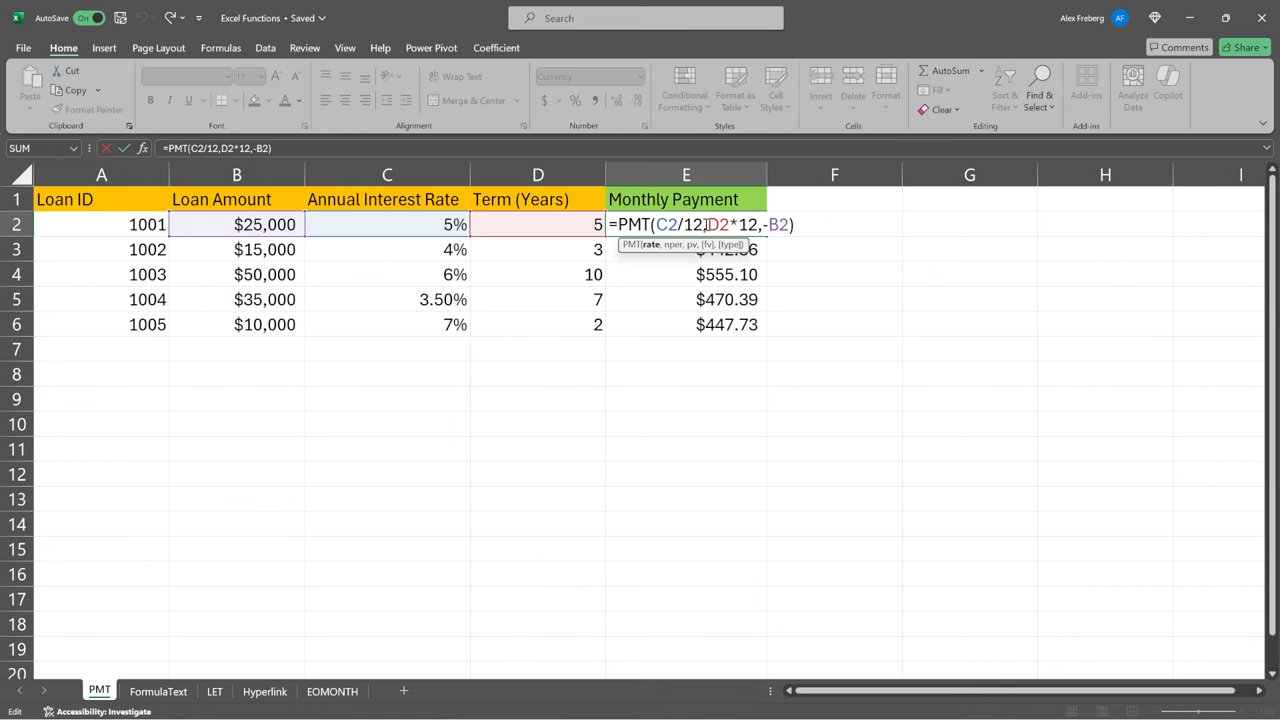 AutoSave On Excel Functions • Saved Search Alex Freberg AF
File Home Insert Page Layout Formulas Data Review View Help Power Pivot Coefficient Comments Share
Paste Cut Copy Format Painter Clipboard
11 B I U Font
Wrap Text Merge & Center Alignment
Currency $ % Number
Conditional Formatting Format as Table Cell Styles Styles
Insert Delete Format Cells
AutoSum Fill Clear Sort & Filter Find & Select Editing
Add-ins Add-ins
Analyze Data Copilot
SUM fx =PMT(C2/12,D2*12,-B2)
A B C D E F G H I
1 Loan ID Loan Amount Annual Interest Rate Term (Years) Monthly Payment
2 1001 $25,000 5% 5 =PMT(C2/12,D2*12,-B2)
PMT(rate, nper, pv, [fv], [type])
3 1002 $15,000 4% 3
4 1003 $50,000 6% 10 $555.10
5 1004 $35,000 3.50% 7 $470.39
6 1005 $10,000 7% 2 $447.73
7
8
9
10
11
12
13
14
15
16
17
18
19
20
PMT FormulaText LET Hyperlink EOMONTH
Edit Accessibility: Investigate